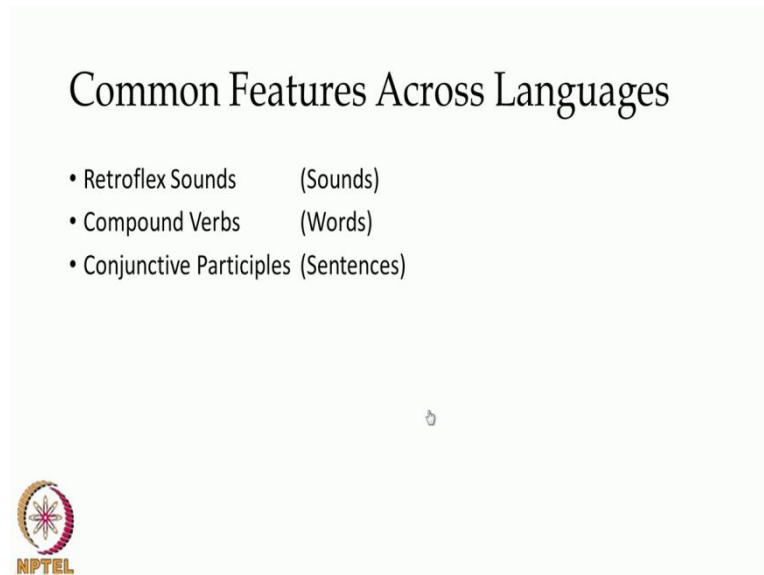 Common Features Across Languages
• Retroflex Sounds (Sounds)
• Compound Verbs (Words)
• Conjunctive Participles (Sentences)
NPTEL